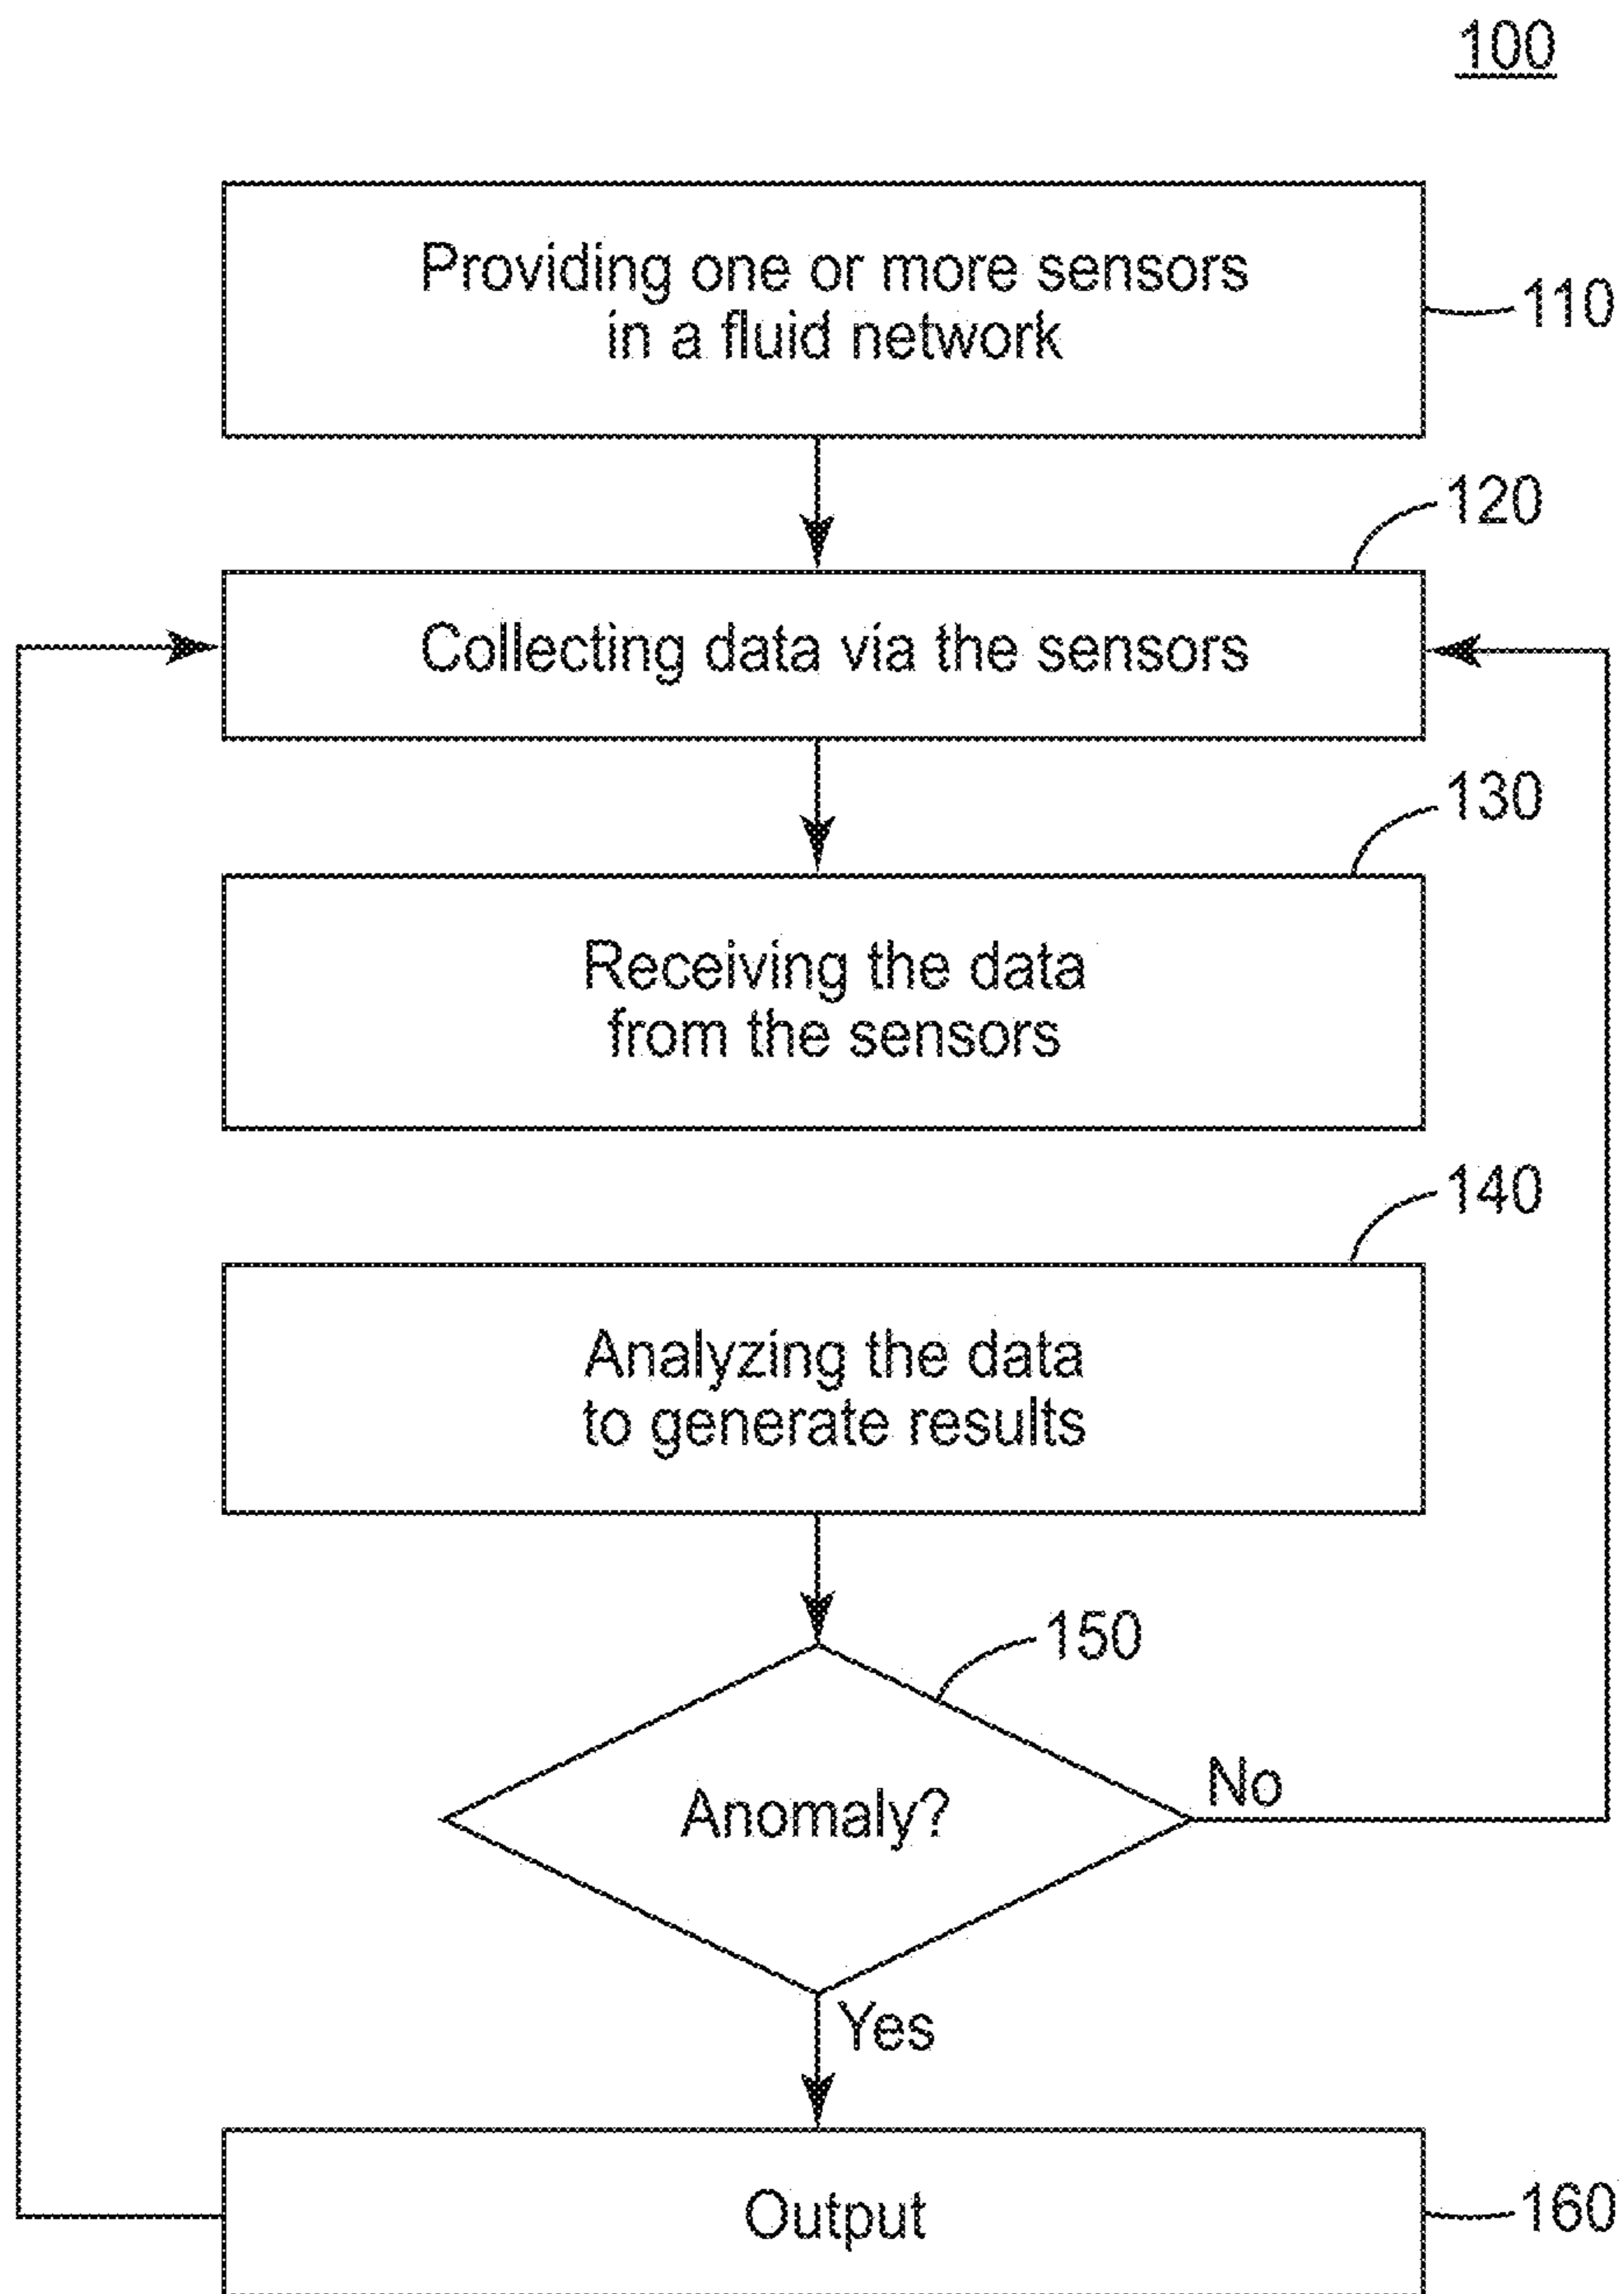 100
Providing one or more sensors
in a fluid network
110
120
Collecting data via the sensors
130
Receiving the data
from the sensors
140
Analyzing the data
to generate results
150
Anomaly?
No
Yes
Output
160